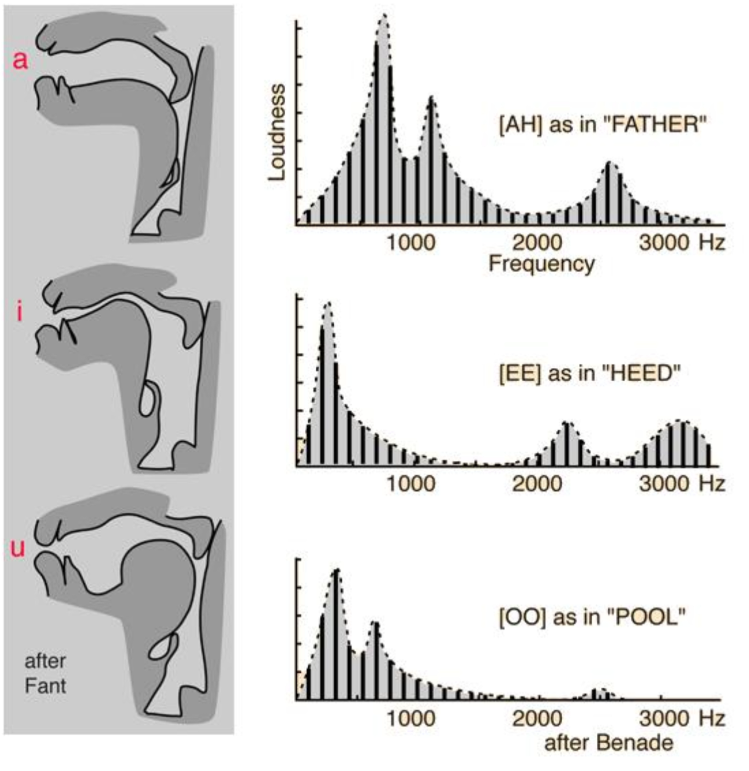 a
Loudness
[AH] as in "FATHER"
1000 2000 3000 Hz
Frequency
i
[EE] as in "HEED"
1000 2000 3000 Hz
u
[OO] as in "POOL"
after
Fant
1000 2000 3000 Hz
after Benade